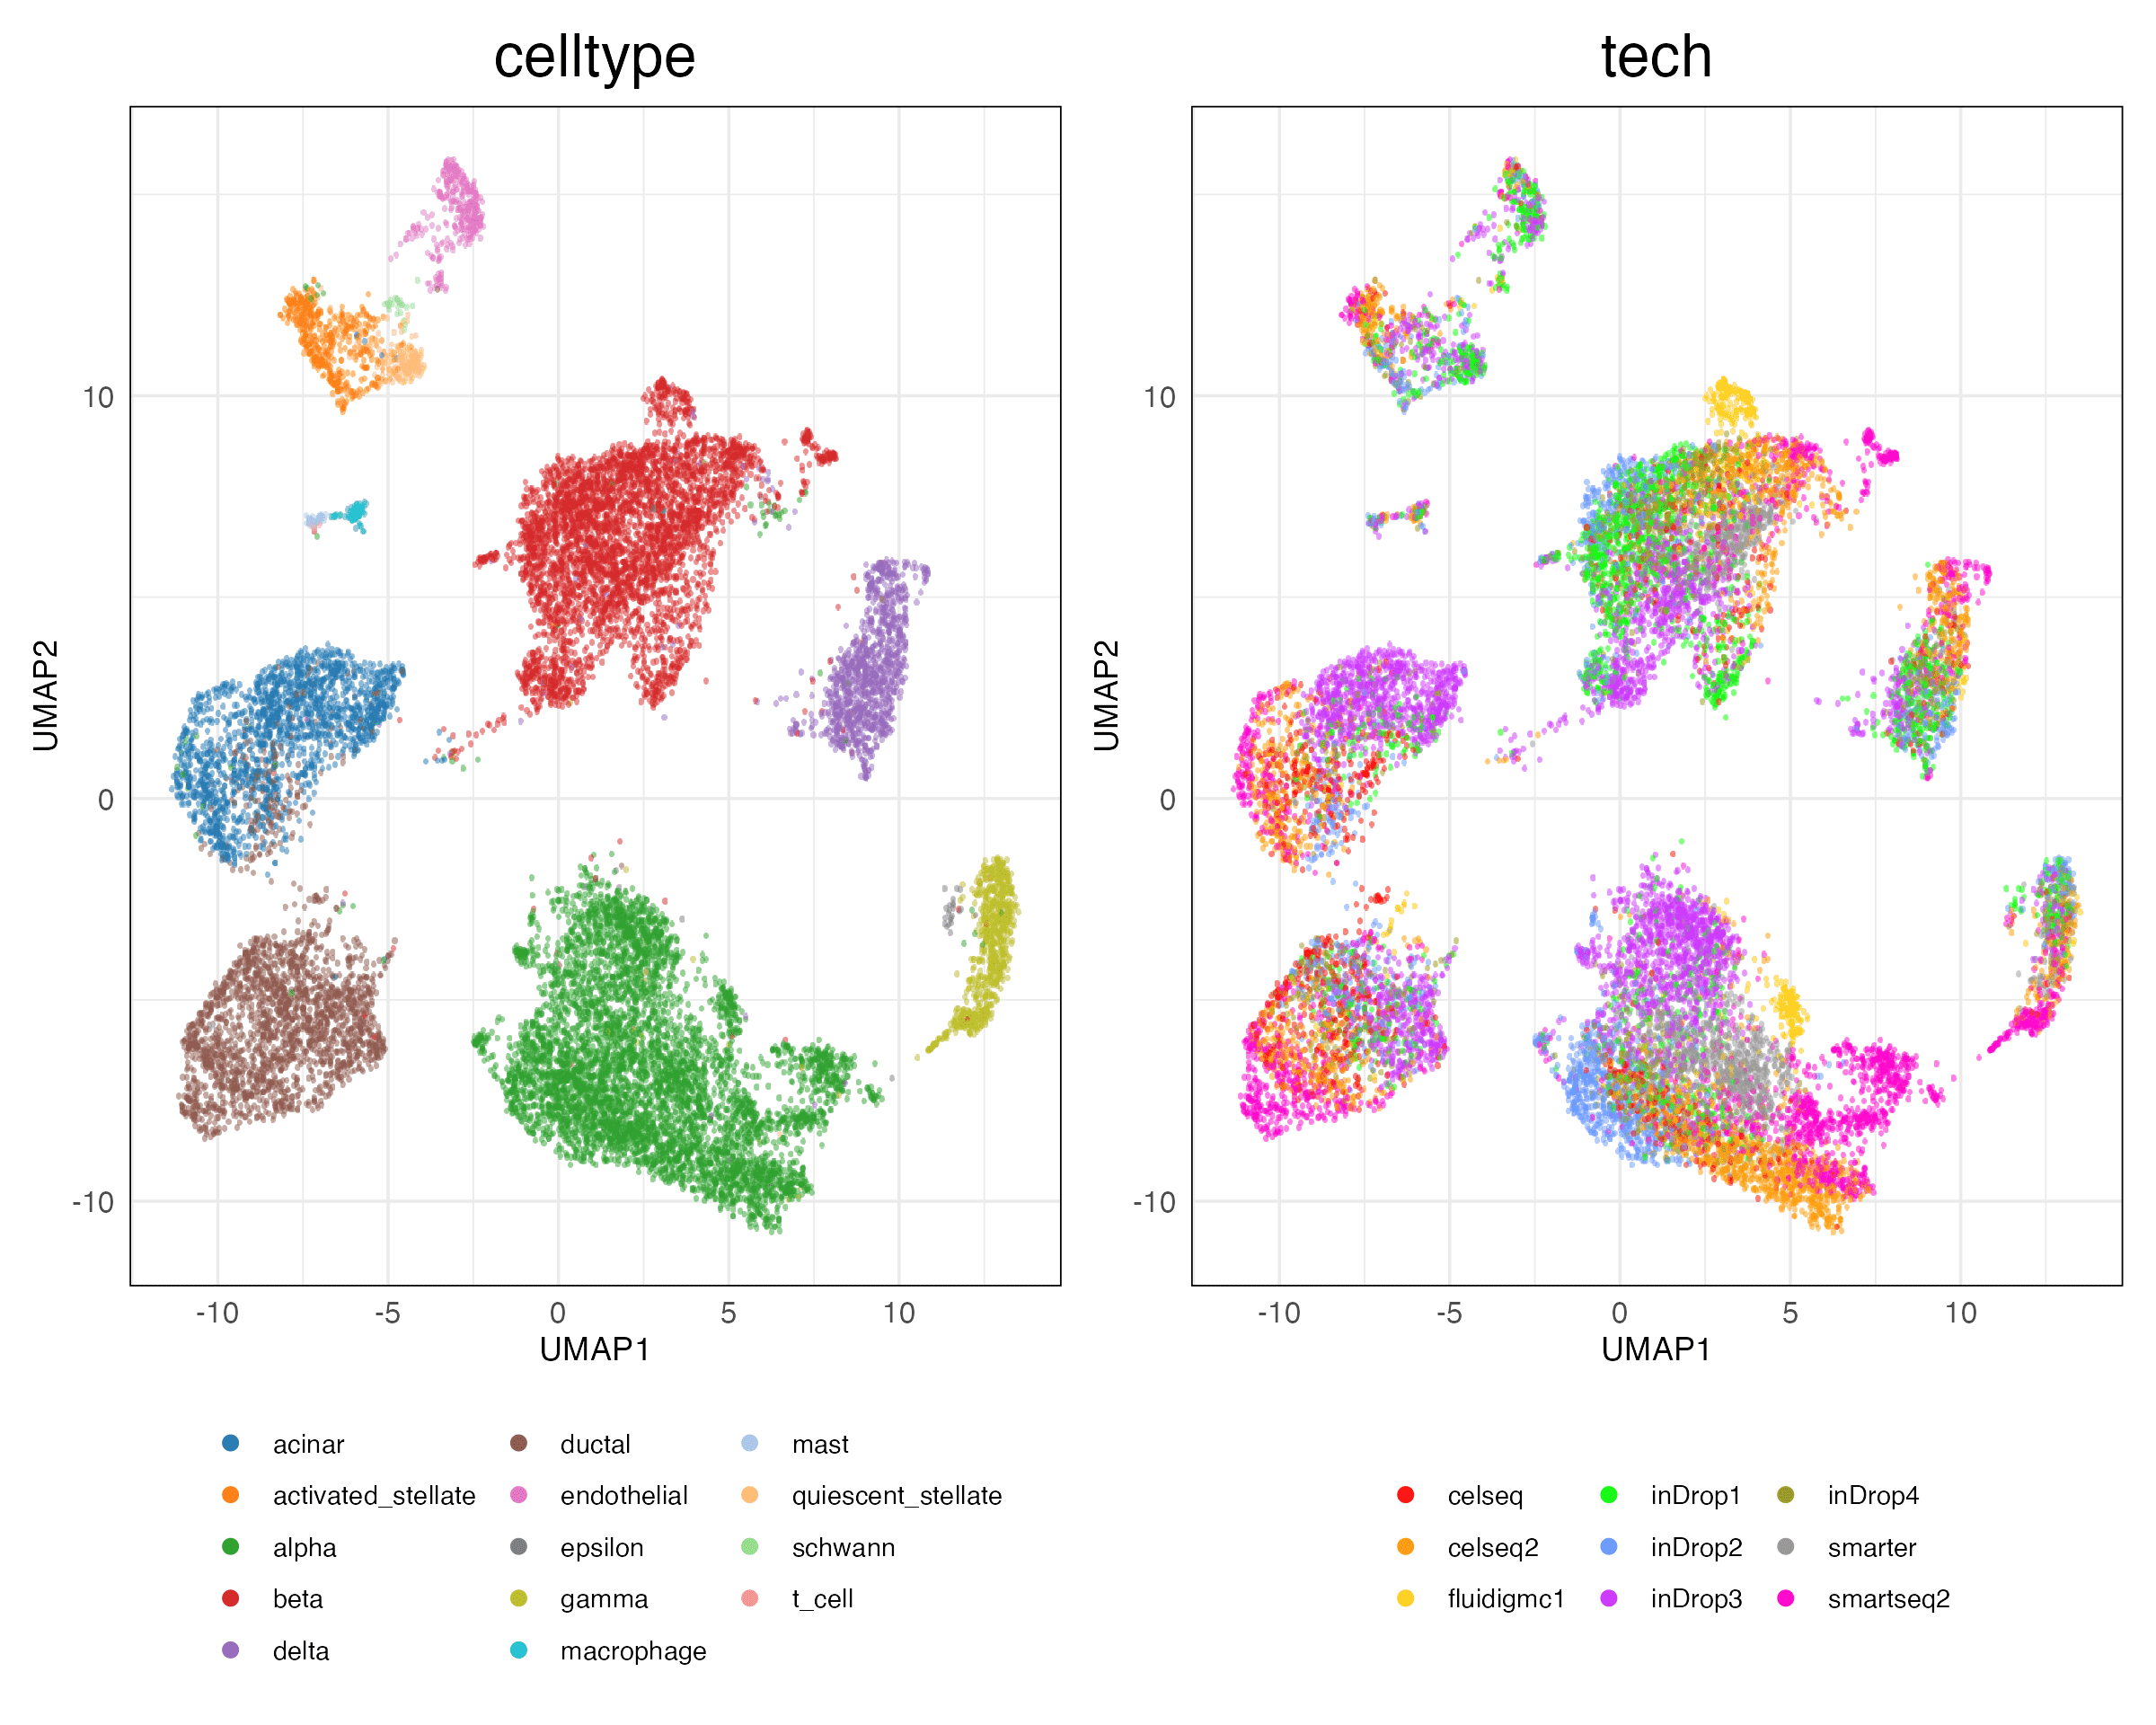 celltype
tech
UMAP2
10
0
-10
-10 -5 0 5 10
UMAP1
UMAP2
10
0
-10
-10 -5 0 5 10
UMAP1
acinar ductal mast
activated_stellate endothelial quiescent_stellate
alpha epsilon schwann
beta gamma t_cell
delta macrophage
celseq inDrop1 inDrop4
celseq2 inDrop2 smarter
fluidigmc1 inDrop3 smartseq2